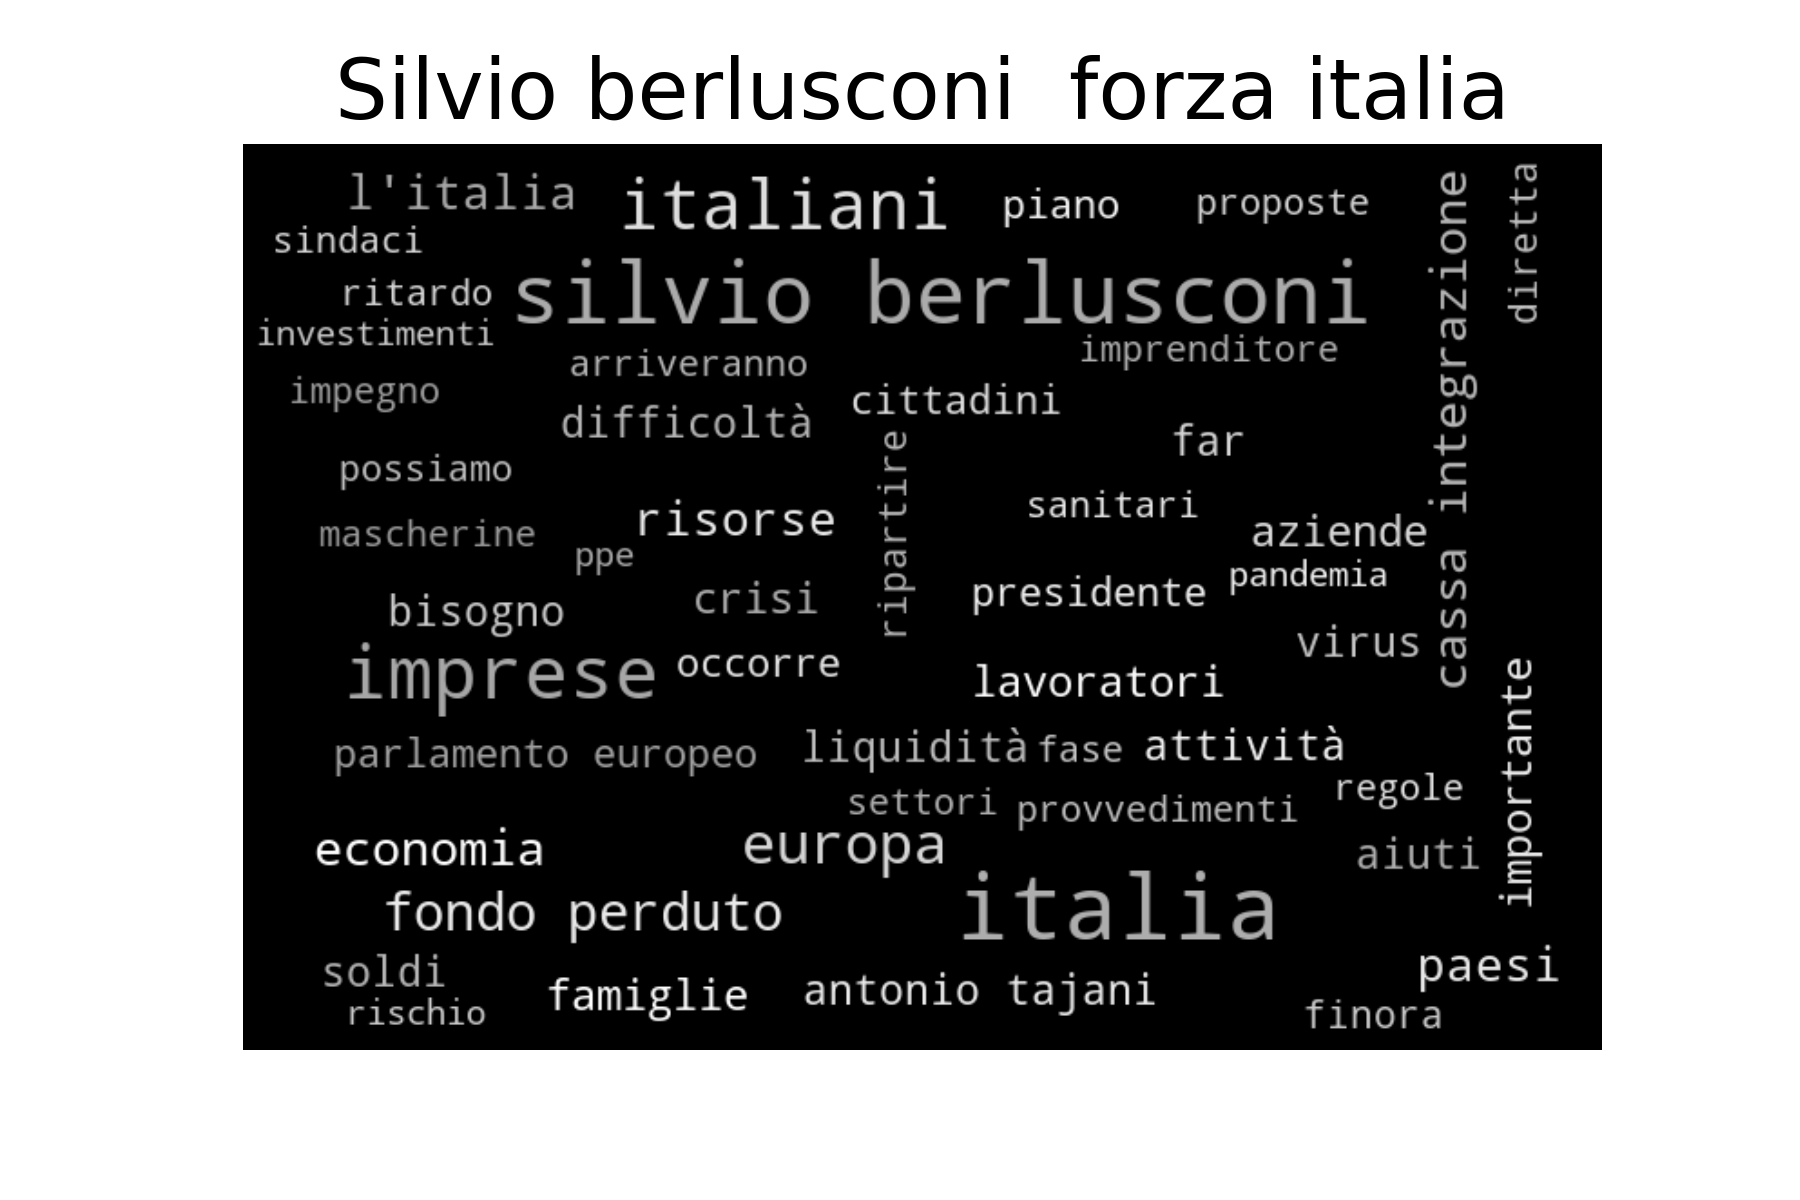 Silvio berlusconi  forza italia
l'italia
italiani
piano
proposte
cassa integrazione
diretta
sindaci
ritardo
silvio berlusconi
investimenti
arriveranno
imprenditore
impegno
cittadini
difficoltà
far
ripartire
possiamo
sanitari
risorse
mascherine
aziende
ppe
pandemia
crisi
presidente
bisogno
virus
imprese
occorre
lavoratori
importante
parlamento europeo
liquidità
fase
attività
regole
settori
provvedimenti
economia
europa
aiuti
fondo perduto
italia
paesi
soldi
famiglie
antonio tajani
rischio
finora